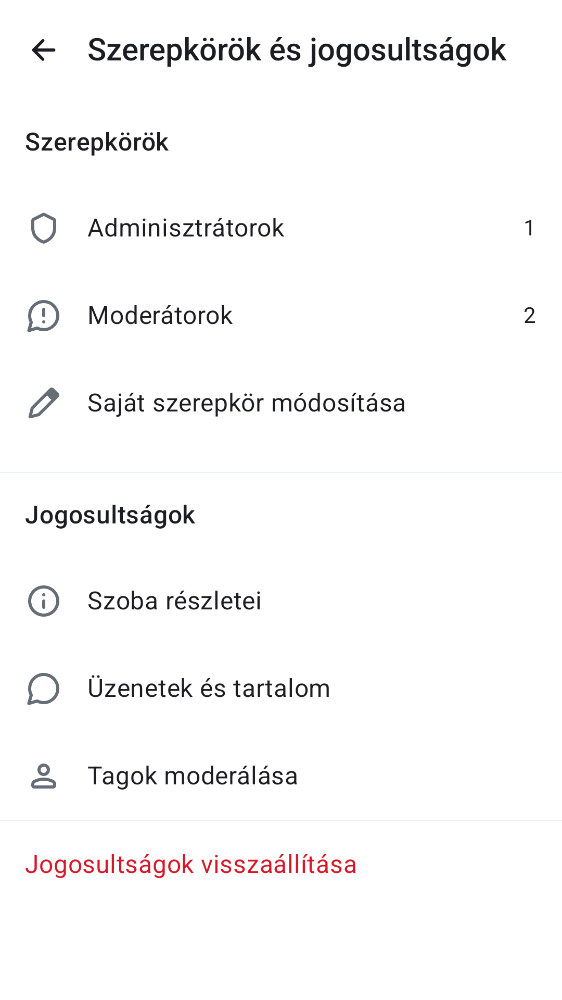 Szerepkörök és jogosultságok
Szerepkörök
Adminisztrátorok 1
Moderátorok 2
Saját szerepkör módosítása
Jogosultságok
Szoba részletei
Üzenetek és tartalom
Tagok moderálása
Jogosultságok visszaállítása